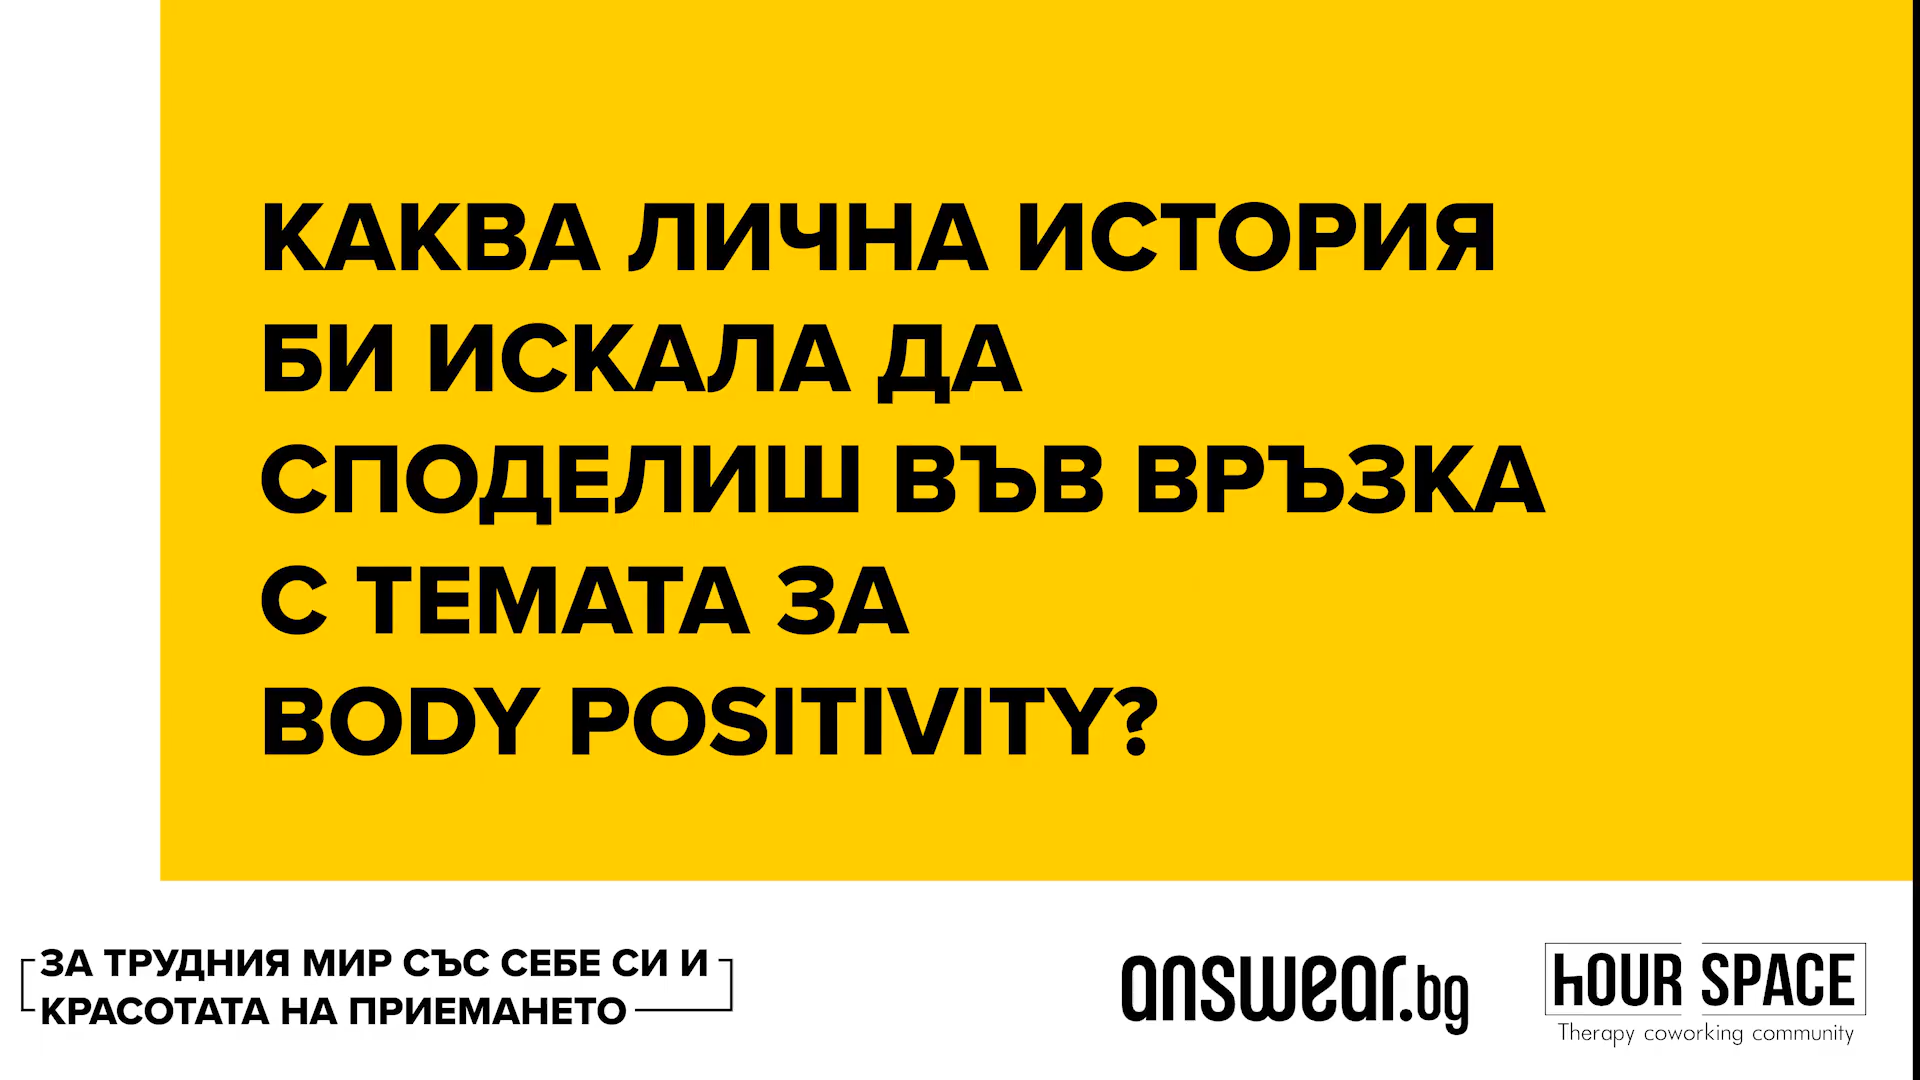 КАКВА ЛИЧНА ИСТОРИЯ
БИ ИСКАЛА ДА
СПОДЕЛИШ ВЪВ ВРЪЗКА
С ТЕМАТА ЗА
BODY POSITIVITY?
ЗА ТРУДНИЯ МИР СЪС СЕБЕ СИ И
КРАСОТАТА НА ПРИЕМАНЕТО
answear.bg
hOUR SPACE
Therapy coworking community